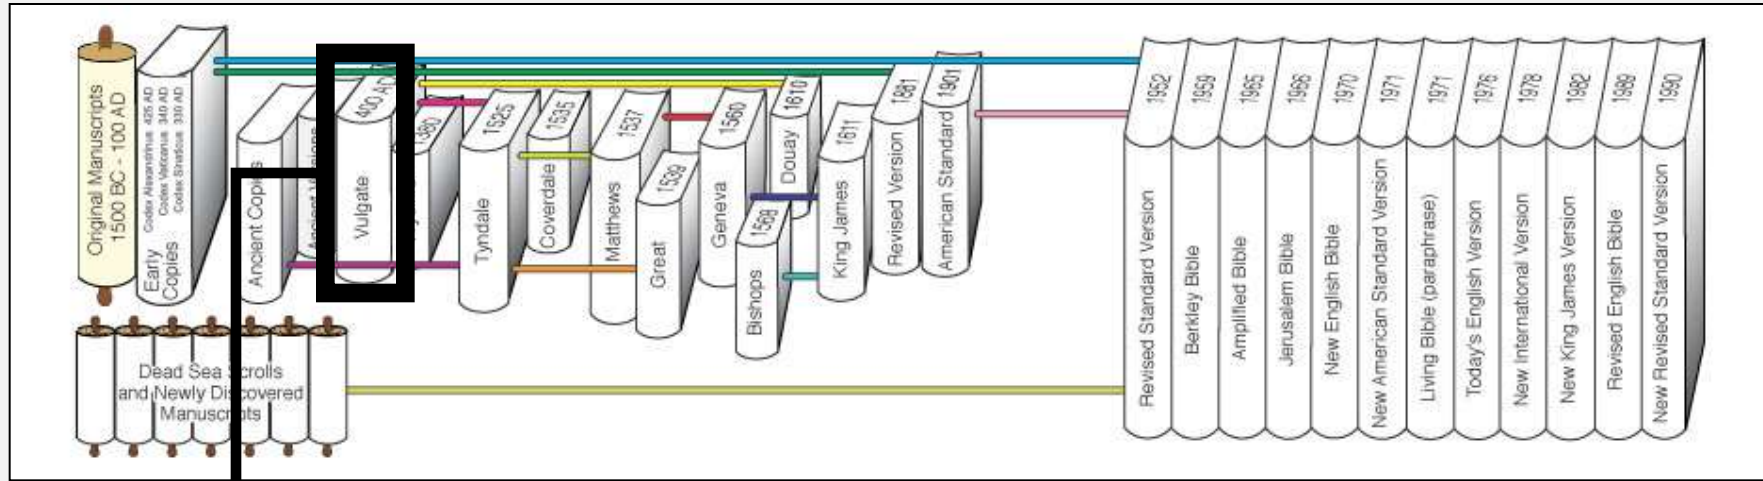 Original Manuscripts
1500 BC - 100 AD
Early
Copies
Codex Alexandrinus 425 AD
Codex Vaticanus 340 AD
Codex Sinaticus 330 AD
Ancient Copies
Ancient Versions
400 AD
Vulgate
1380
1525
Tyndale
1535
Coverdale
1537
Matthews
1539
Great
1560
Geneva
1568
Bishops
1610
Douay
1611
King James
1881
Revised Version
1901
American Standard
1952
Revised Standard Version
1959
Berkley Bible
1965
Amplified Bible
1966
Jerusalem Bible
1970
New English Bible
1971
New American Standard Version
1971
Living Bible (paraphrase)
1976
Today's English Version
1978
New International Version
1982
New King James Version
1989
Revised English Bible
1990
New Revised Standard Version
Dead Sea Scrolls
and Newly Discovered
Manuscripts